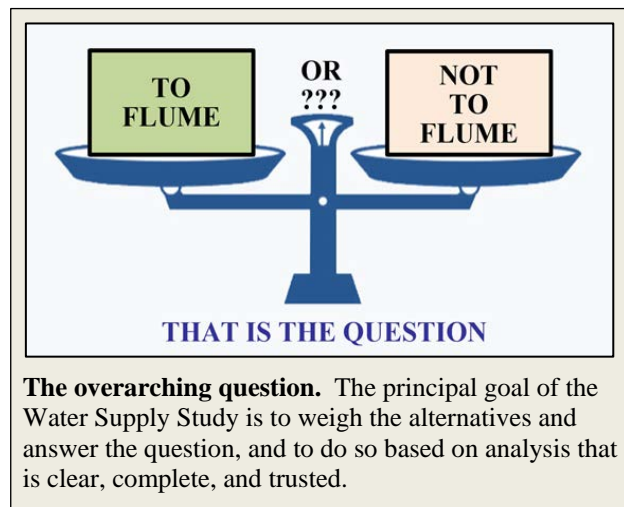 TO
FLUME
OR
???
NOT
TO
FLUME
THAT IS THE QUESTION
The overarching question. The principal goal of the
Water Supply Study is to weigh the alternatives and
answer the question, and to do so based on analysis that
is clear, complete, and trusted.